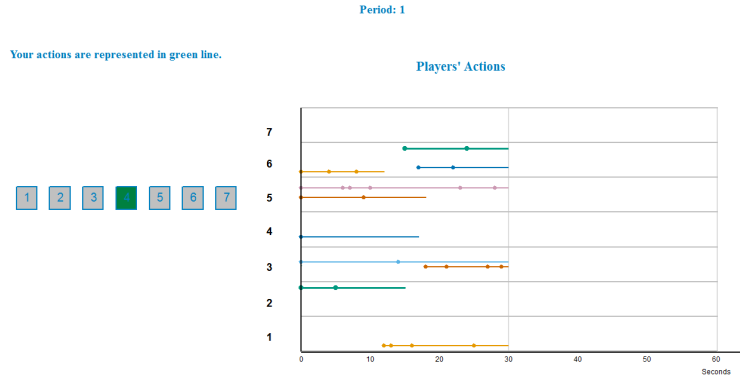 Period: 1
Your actions are represented in green line.
Players' Actions
1 2 3 4 5 6 7
7
6
5
4
3
2
1
0 10 20 30 40 50 60
Seconds